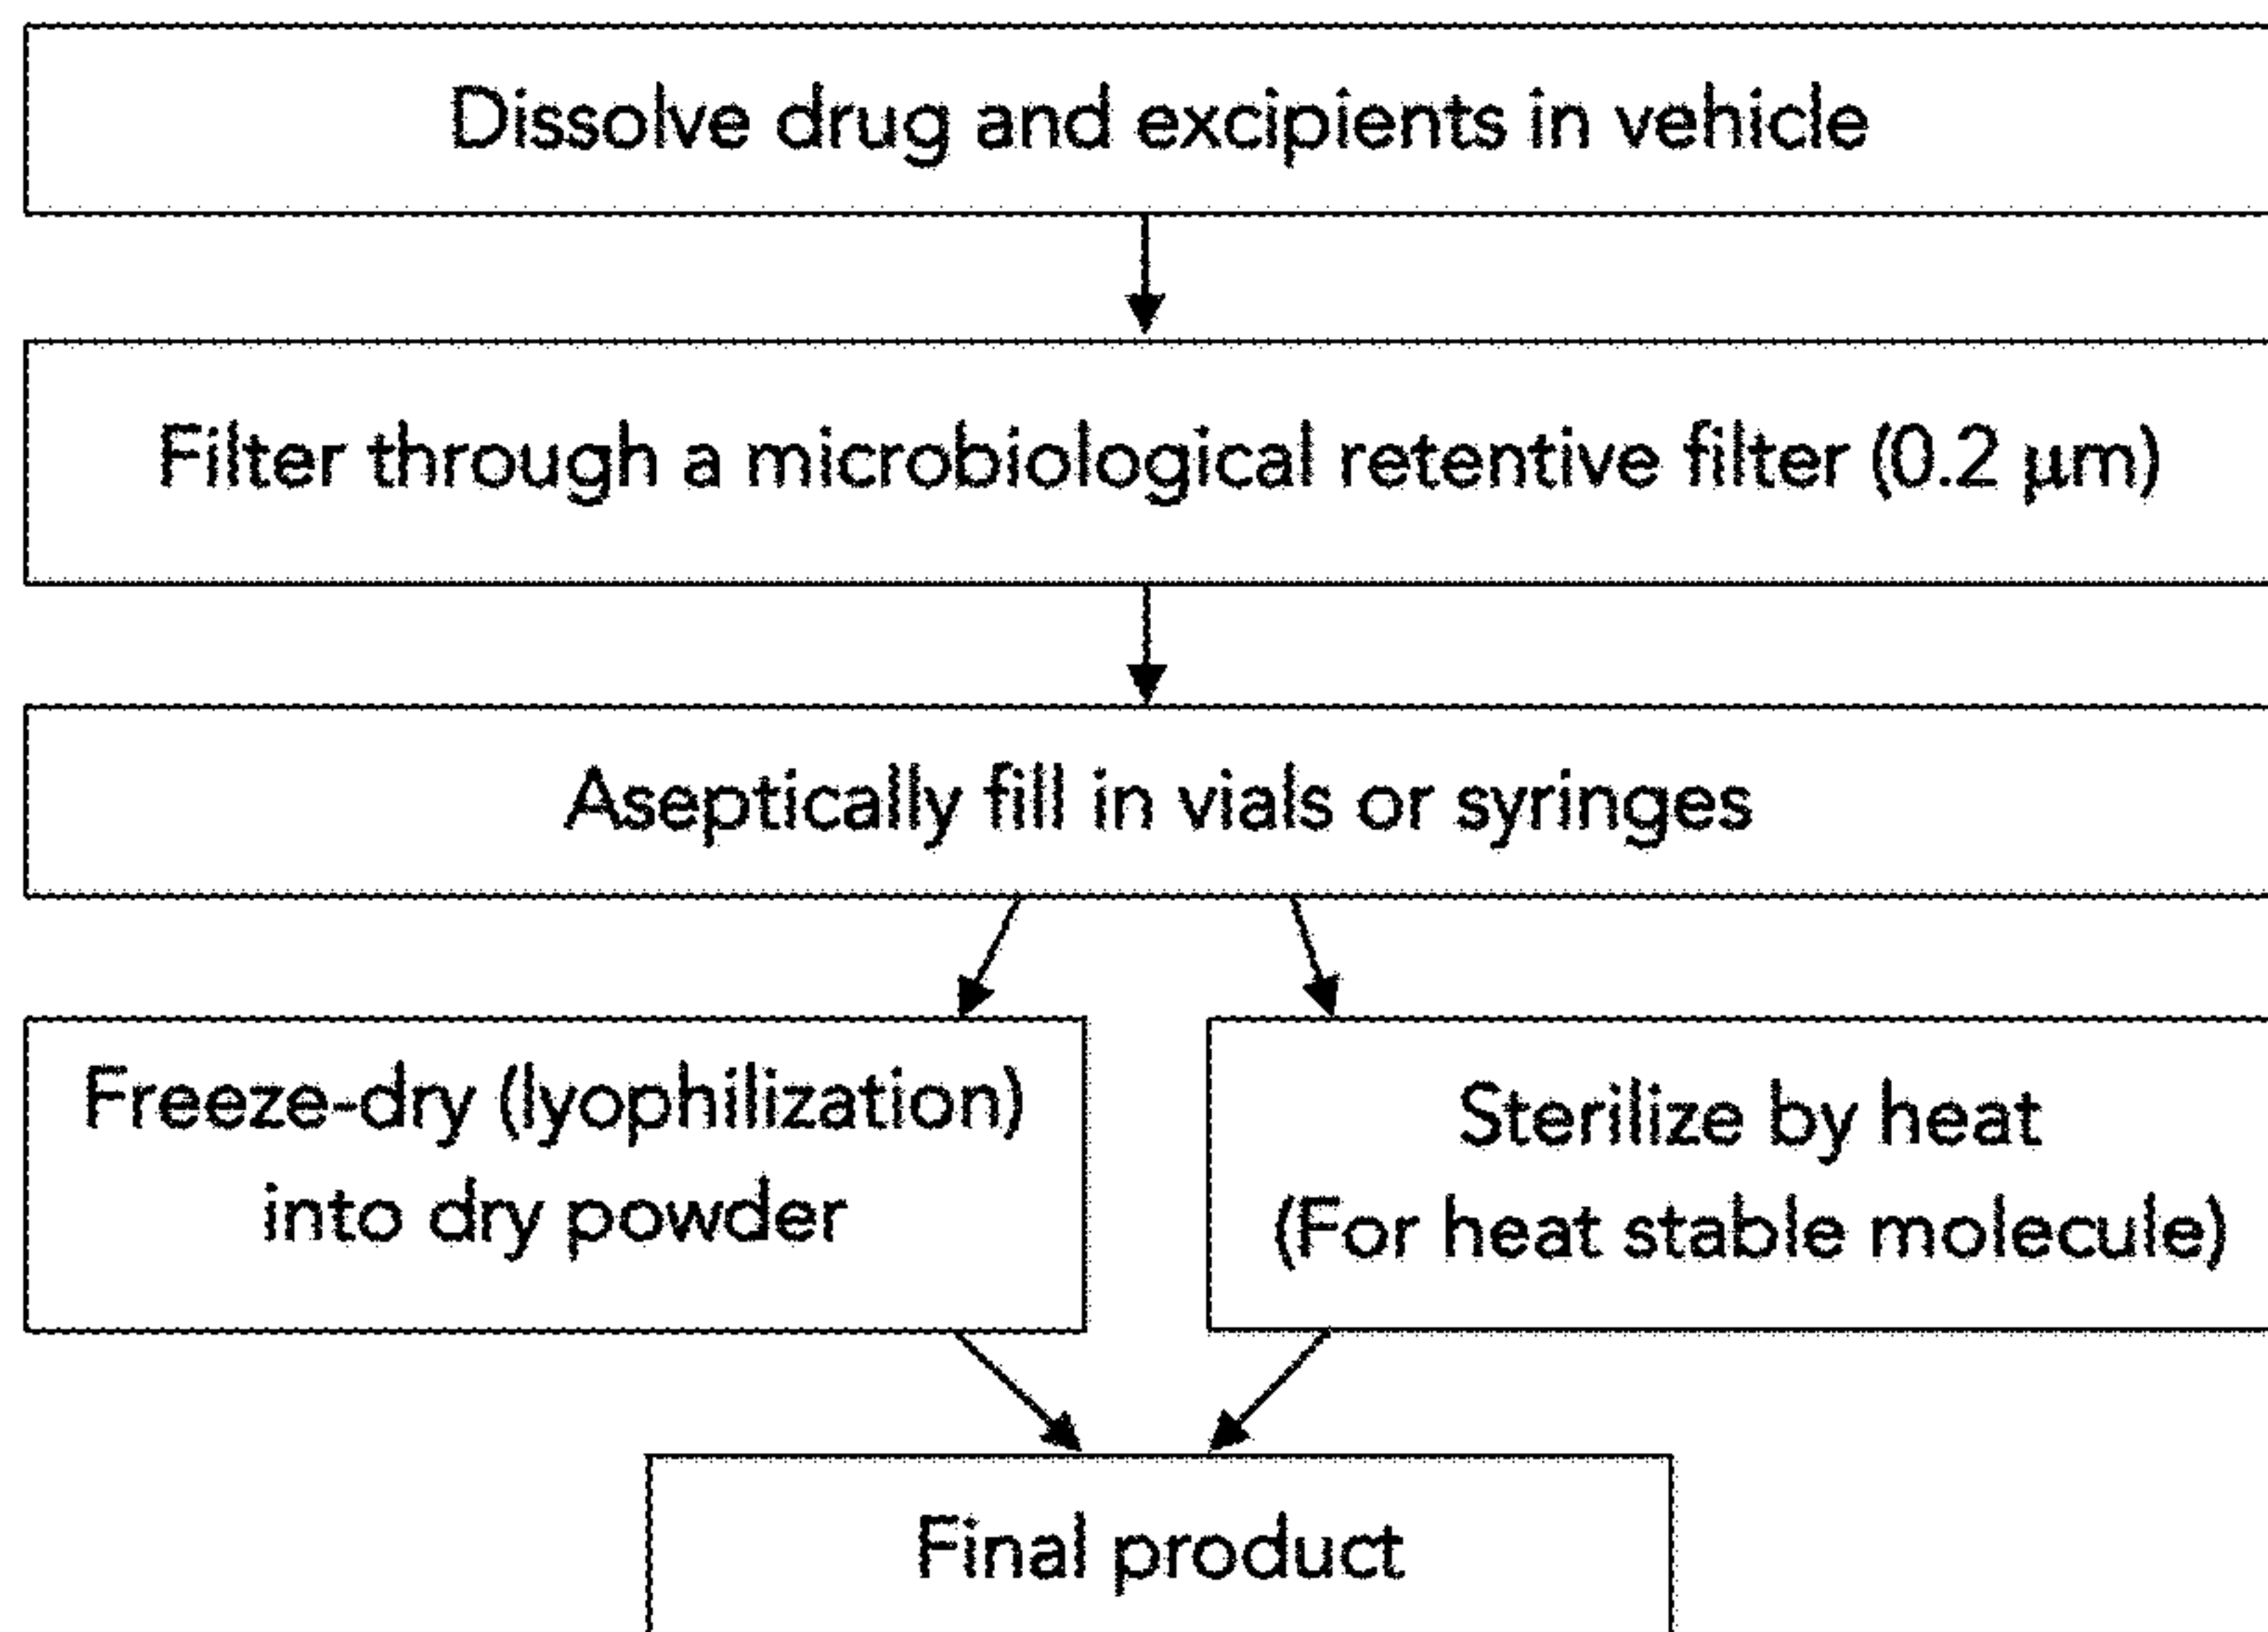 Dissolve drug and excipients in vehicle
Filter through a microbiological retentive filter (0.2 µm)
Aseptically fill in vials or syringes
Freeze-dry (lyophilization)
into dry powder
Sterilize by heat
(For heat stable molecule)
Final product